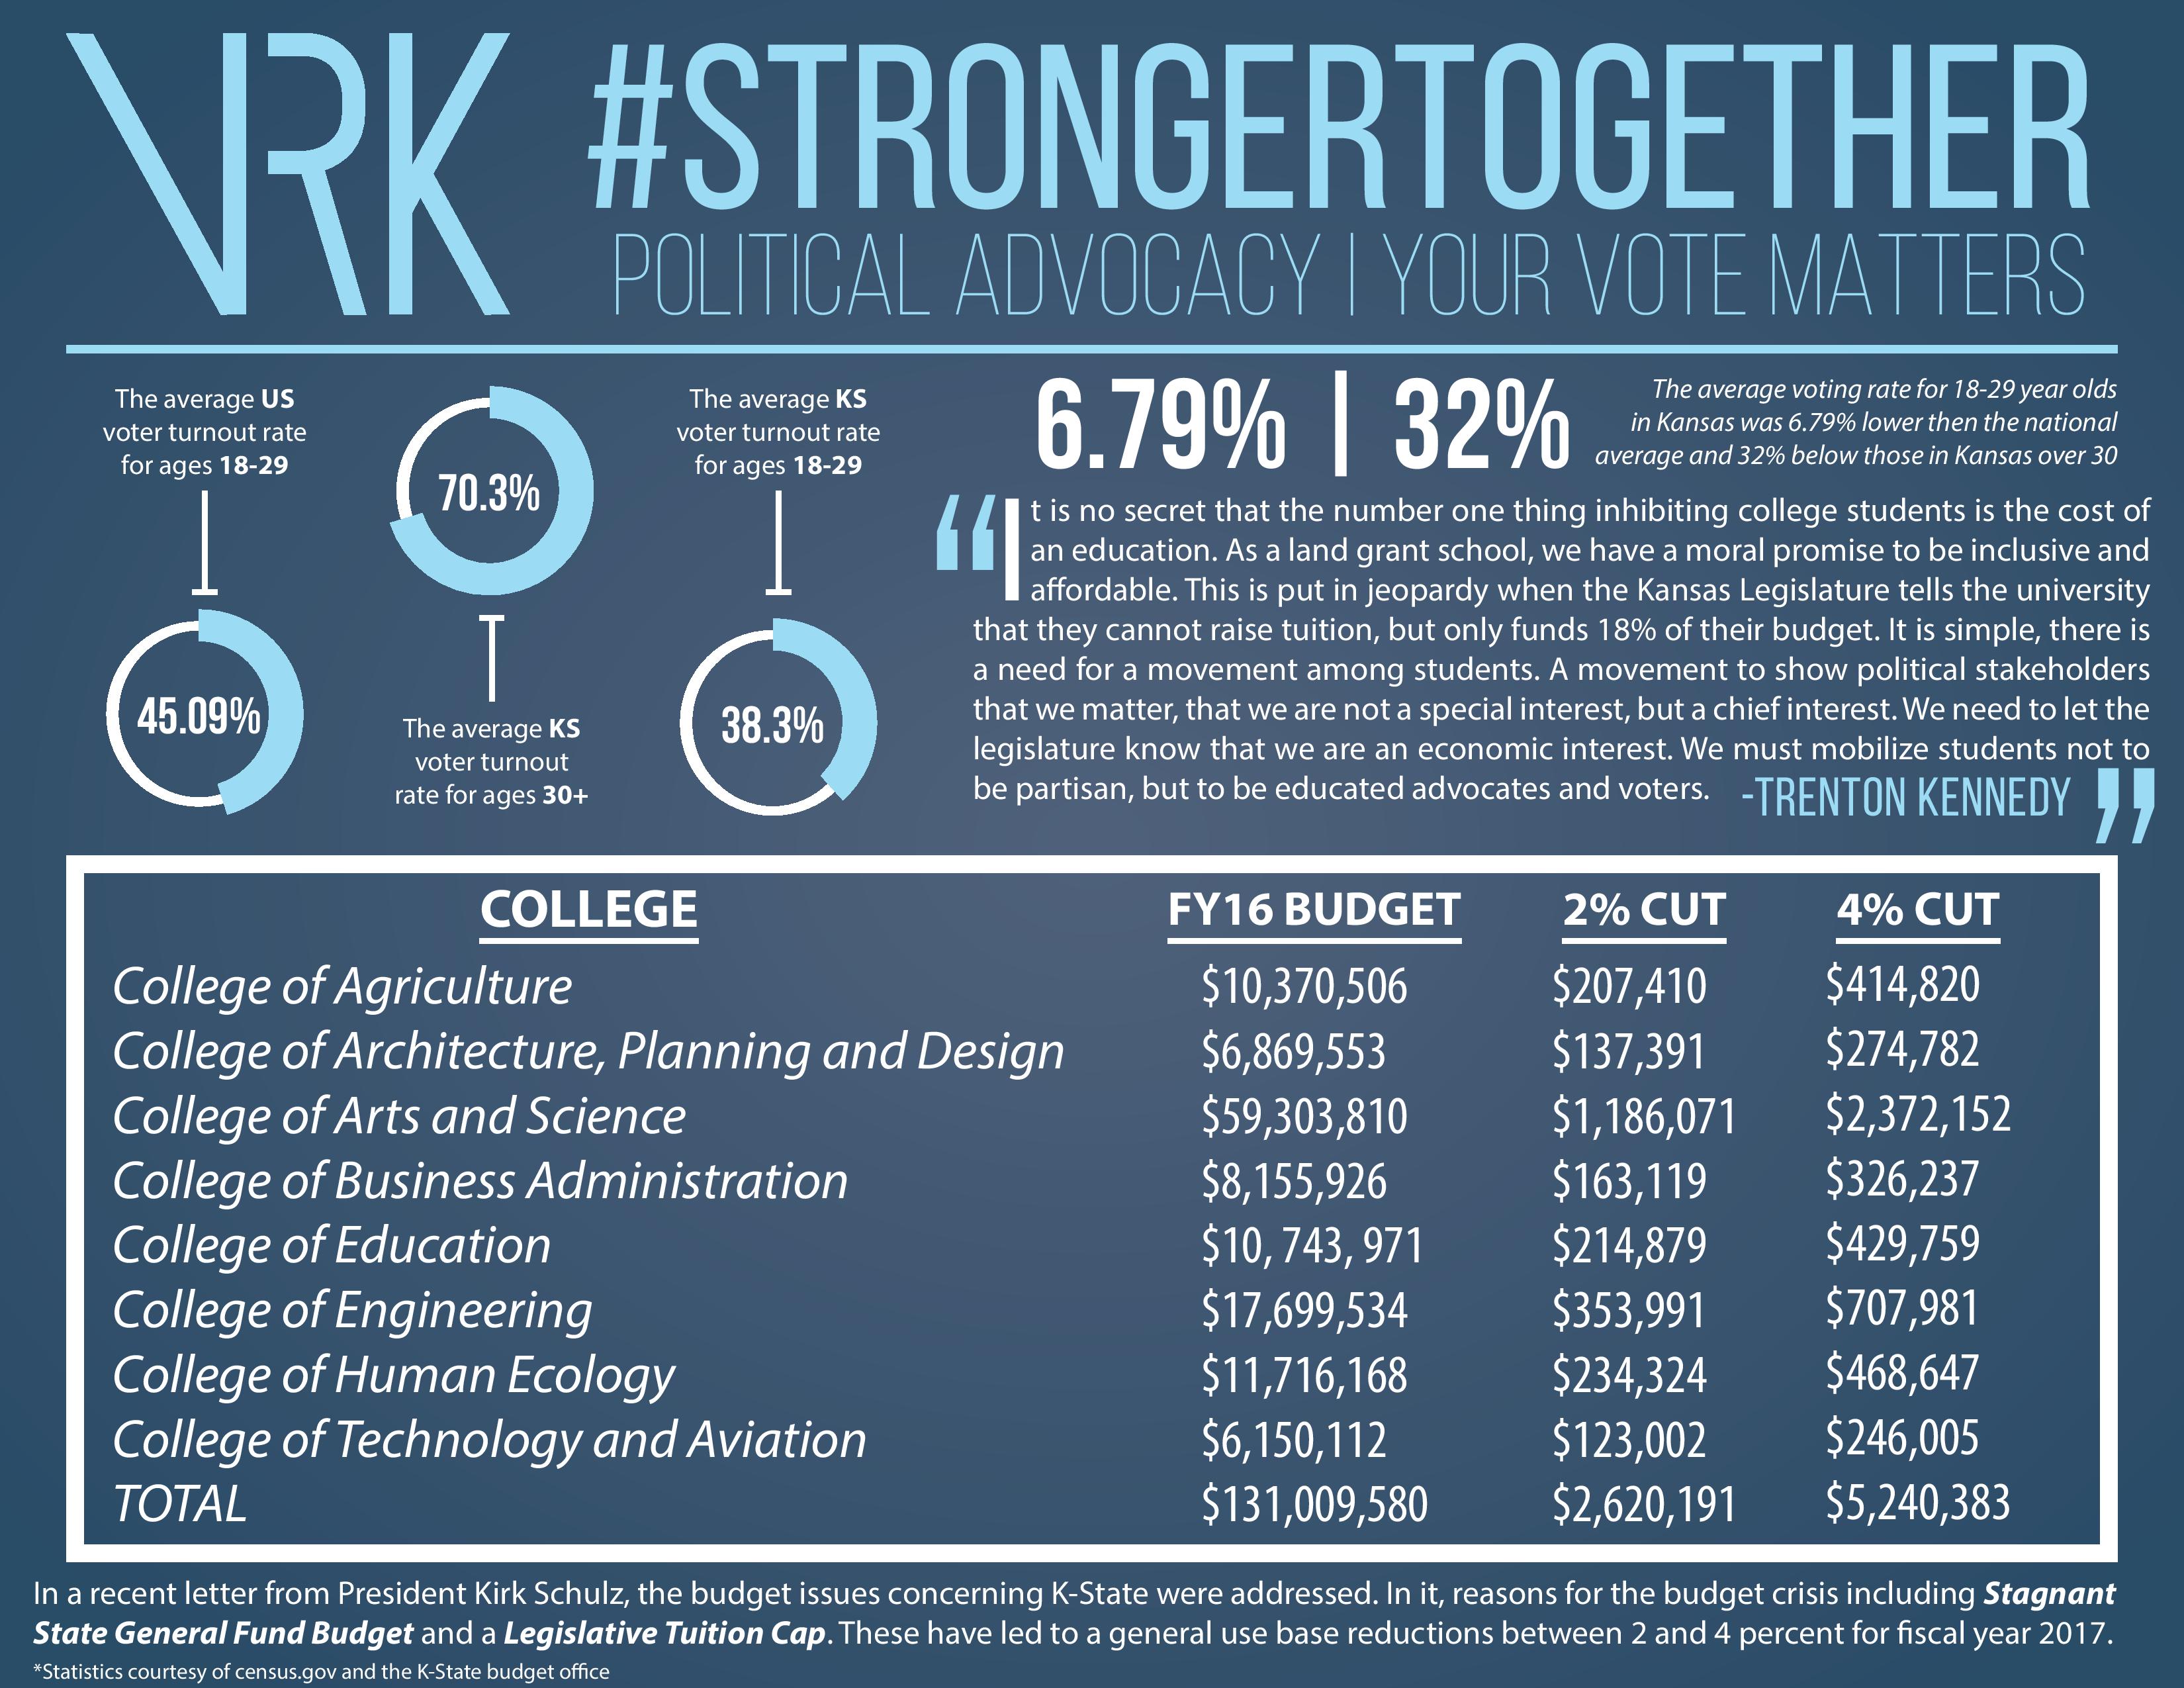 VRK
#STRONGERTOGETHER
POLITICAL ADVOCACY | YOUR VOTE MATTERS
The average US
voter turnout rate
for ages 18-29
45.09%
70.3%
The average KS
voter turnout
rate for ages 30+
The average KS
voter turnout rate
for ages 18-29
38.3%
6.79% | 32%
The average voting rate for 18-29 year olds
in Kansas was 6.79% lower then the national
average and 32% below those in Kansas over 30
“It is no secret that the number one thing inhibiting college students is the cost of
an education. As a land grant school, we have a moral promise to be inclusive and
affordable. This is put in jeopardy when the Kansas Legislature tells the university
that they cannot raise tuition, but only funds 18% of their budget. It is simple, there is
a need for a movement among students. A movement to show political stakeholders
that we matter, that we are not a special interest, but a chief interest. We need to let the
legislature know that we are an economic interest. We must mobilize students not to
be partisan, but to be educated advocates and voters. -TRENTON KENNEDY ”
COLLEGE FY16 BUDGET 2% CUT 4% CUT
College of Agriculture $10,370,506 $207,410 $414,820
College of Architecture, Planning and Design $6,869,553 $137,391 $274,782
College of Arts and Science $59,303,810 $1,186,071 $2,372,152
College of Business Administration $8,155,926 $163,119 $326,237
College of Education $10, 743, 971 $214,879 $429,759
College of Engineering $17,699,534 $353,991 $707,981
College of Human Ecology $11,716,168 $234,324 $468,647
College of Technology and Aviation $6,150,112 $123,002 $246,005
TOTAL $131,009,580 $2,620,191 $5,240,383
In a recent letter from President Kirk Schulz, the budget issues concerning K-State were addressed. In it, reasons for the budget crisis including Stagnant
State General Fund Budget and a Legislative Tuition Cap. These have led to a general use base reductions between 2 and 4 percent for fiscal year 2017.
*Statistics courtesy of census.gov and the K-State budget office